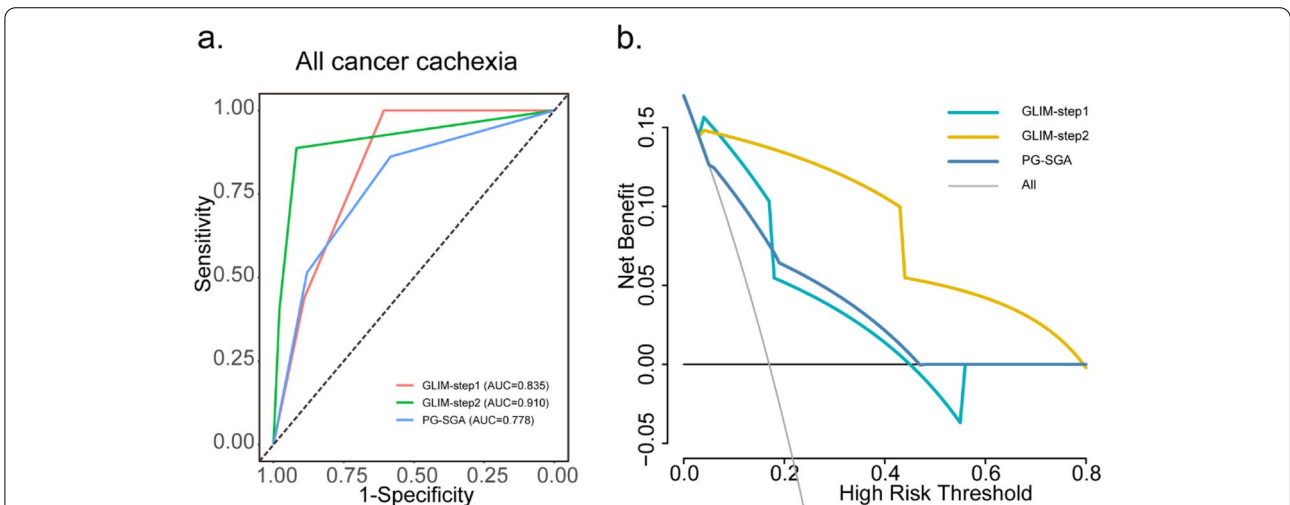 a.
All cancer cachexia
Sensitivity
1.00
0.75
0.50
0.25
0.00
GLIM-step1 (AUC=0.835)
GLIM-step2 (AUC=0.910)
PG-SGA (AUC=0.778)
1.00 0.75 0.50 0.25 0.00
1-Specificity
b.
Net Benefit
0.15
0.10
0.05
0.00
−0.05
GLIM-step1
GLIM-step2
PG-SGA
All
0.0 0.2 0.4 0.6 0.8
High Risk Threshold